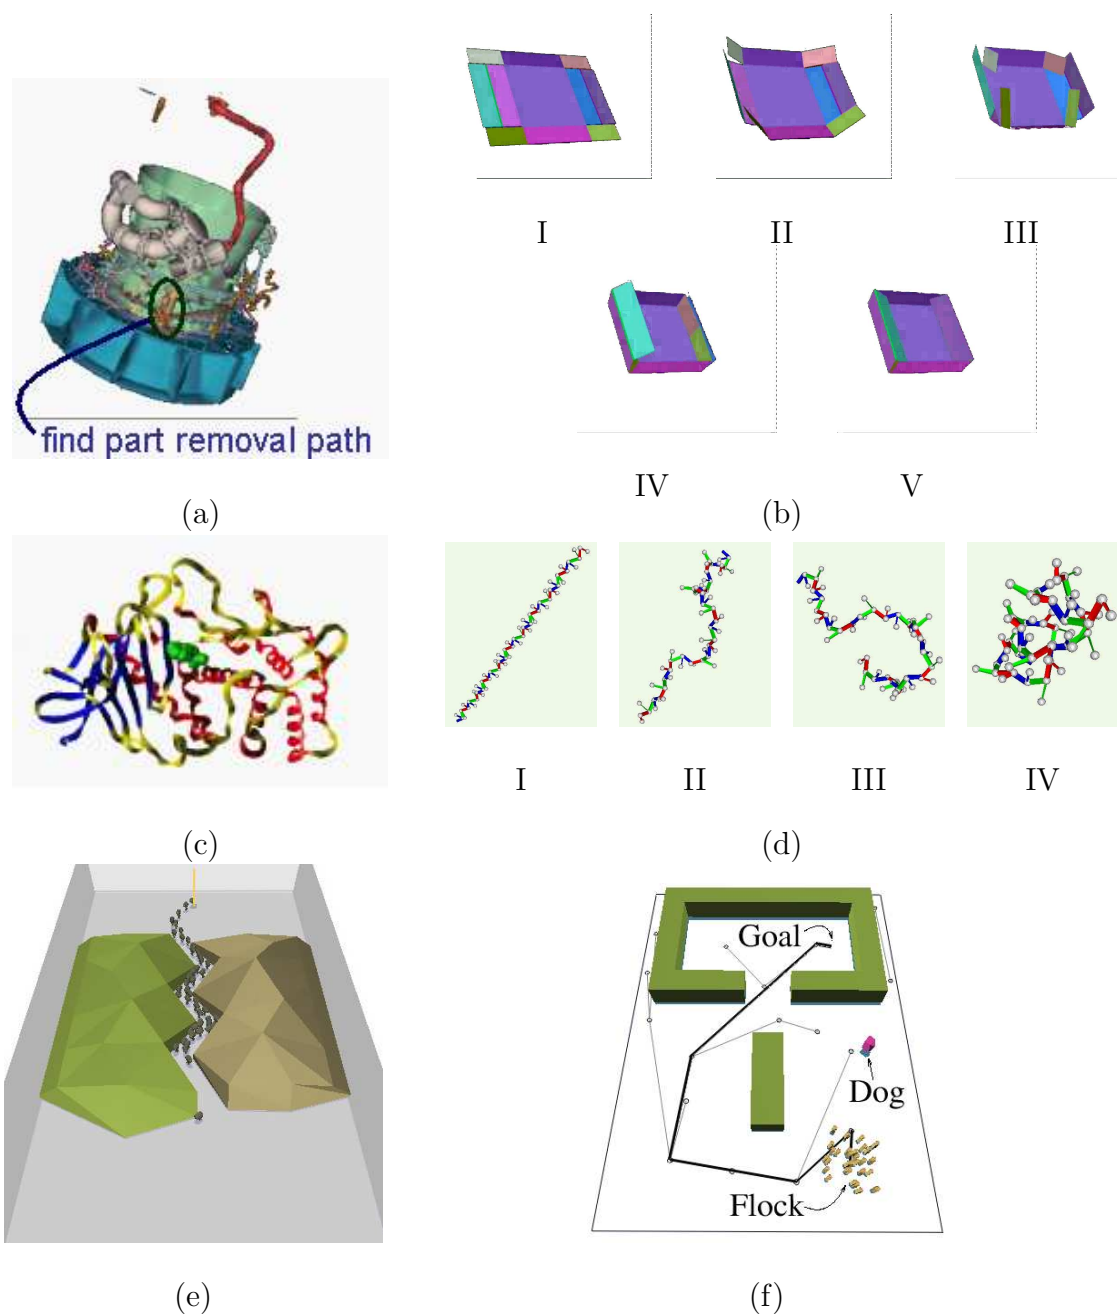 I
II
III
find part removal path
IV
V
(a)
(b)
I
II
III
IV
(c)
(d)
Goal
Dog
Flock
(e)
(f)